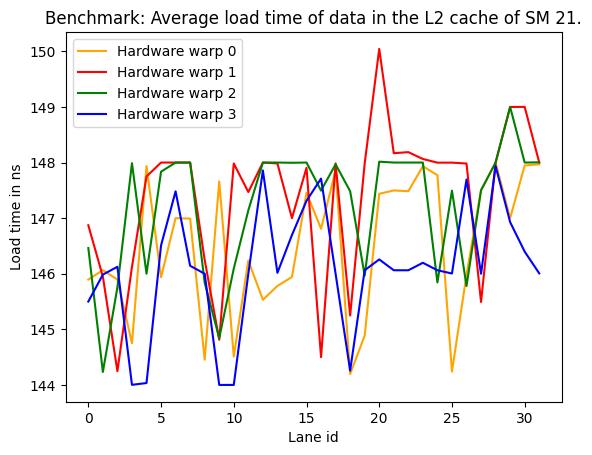 Benchmark: Average load time of data in the L2 cache of SM 21.
Hardware warp 0
Hardware warp 1
Hardware warp 2
Hardware warp 3
Load time in ns
150
149
148
147
146
145
144
0 5 10 15 20 25 30
Lane id